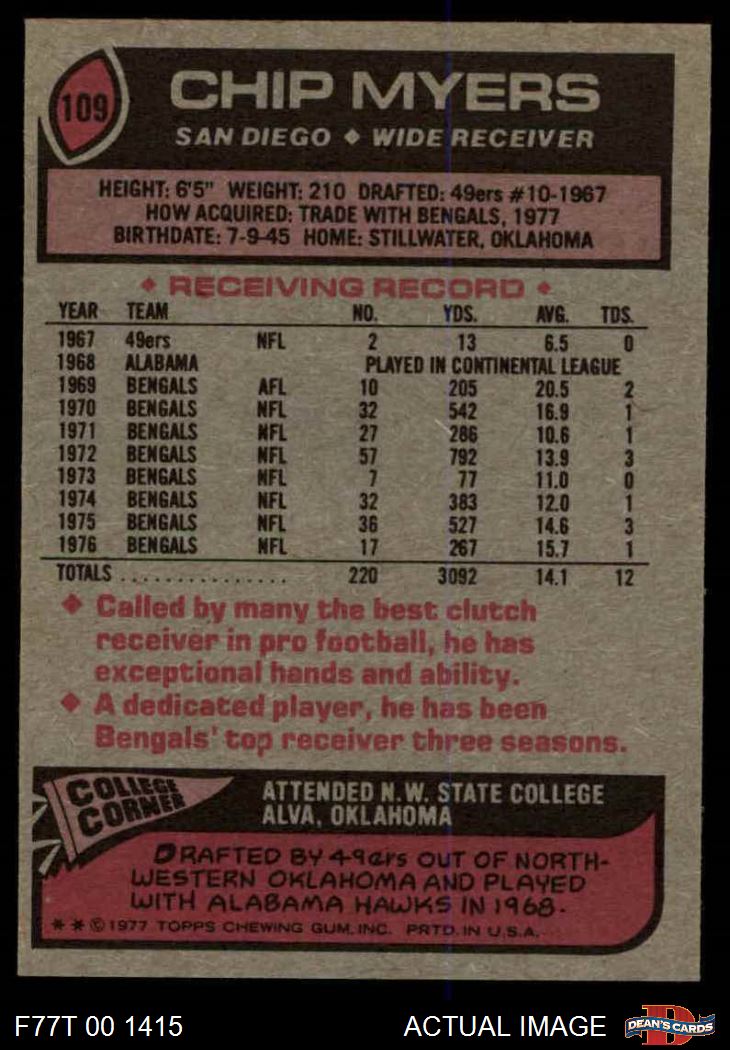 109
CHIP MYERS
SAN DIEGO ◆ WIDE RECEIVER
HEIGHT: 6'5" WEIGHT: 210 DRAFTED: 49ers #10-1967
HOW ACQUIRED: TRADE WITH BENGALS, 1977
BIRTHDATE: 7-9-45 HOME: STILLWATER, OKLAHOMA
◆ RECEIVING RECORD ◆
YEAR TEAM NO. YDS. AVG. TDS.
1967 49ers NFL 2 13 6.5 0
1968 ALABAMA PLAYED IN CONTINENTAL LEAGUE
1969 BENGALS AFL 10 205 20.5 2
1970 BENGALS NFL 32 542 16.9 1
1971 BENGALS NFL 27 286 10.6 1
1972 BENGALS NFL 57 792 13.9 3
1973 BENGALS NFL 7 77 11.0 0
1974 BENGALS NFL 32 383 12.0 1
1975 BENGALS NFL 36 527 14.6 3
1976 BENGALS NFL 17 267 15.7 1
TOTALS ................ 220 3092 14.1 12
◆ Called by many the best clutch
receiver in pro football, he has
exceptional hands and ability.
◆ A dedicated player, he has been
Bengals' top receiver three seasons.
COLLEGE
CORNER
ATTENDED N.W. STATE COLLEGE
ALVA, OKLAHOMA
DRAFTED BY 49ers OUT OF NORTH-
WESTERN OKLAHOMA AND PLAYED
WITH ALABAMA HAWKS IN 1968.
* * © 1977 TOPPS CHEWING GUM, INC. PRTD. IN U.S.A.
F77T 00 1415 ACTUAL IMAGE
DEAN'S CARDS